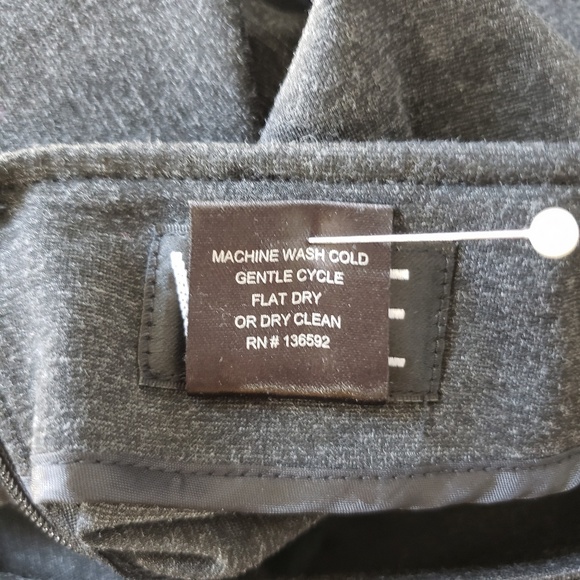 MACHINE WASH COLD
GENTLE CYCLE
FLAT DRY
OR DRY CLEAN
RN # 136592